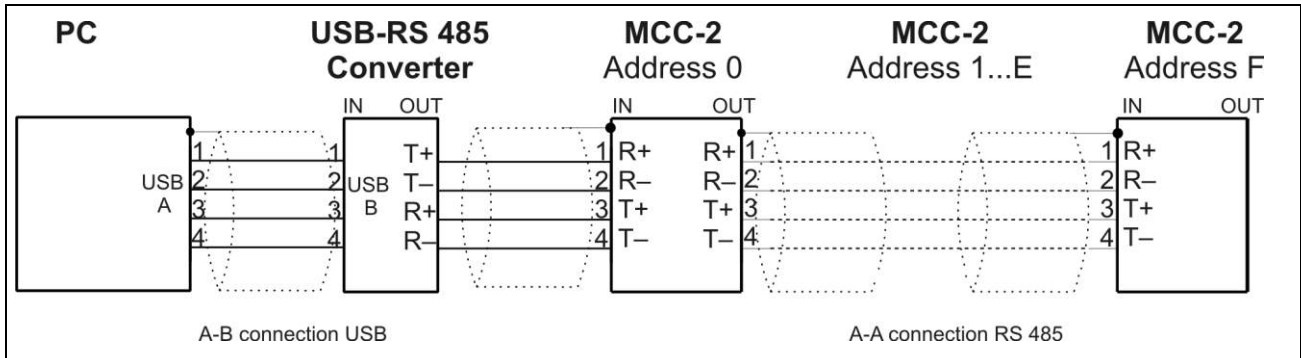 PC
USB-RS 485
Converter
MCC-2
Address 0
MCC-2
Address 1...E
MCC-2
Address F
IN OUT
IN OUT
IN OUT
1 1 T+ 1 R+ R+ 1 1 R+
USB 2 2 USB T– 2 R– R– 2 2 R–
A 3 3 B R+ 3 T+ T+ 3 3 T+
4 4 R– 4 T– T– 4 4 T–
A-B connection USB
A-A connection RS 485